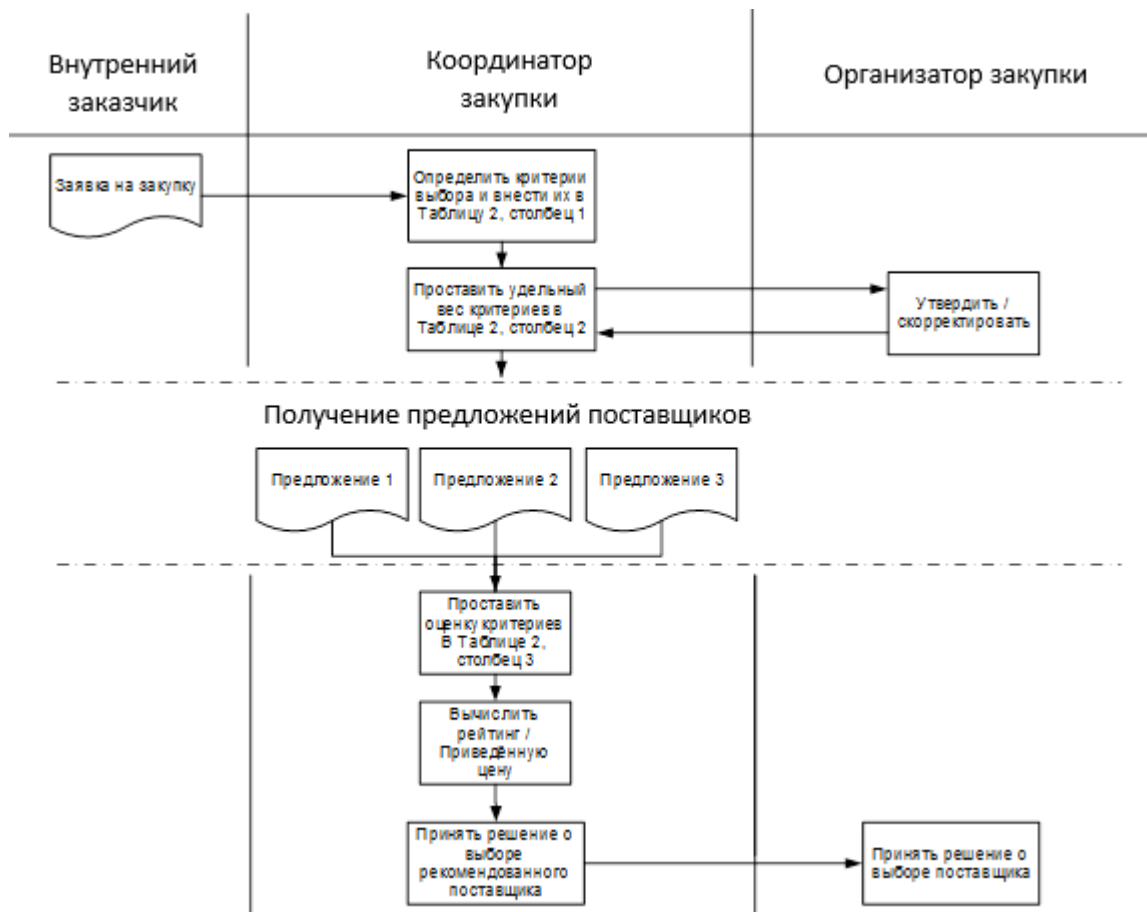 Внутренний
заказчик
Координатор
закупки
Организатор закупки
Заявка на закупку
Определить критерии
выбора и внести их в
Таблицу 2, столбец 1
Проставить удельный
вес критериев в
Таблице 2, столбец 2
Утвердить /
скорректировать
Получение предложений поставщиков
Предложение 1
Предложение 2
Предложение 3
Проставить
оценку критериев
В Таблице 2,
столбец 3
Вычислить
рейтинг /
Приведённую
цену
Принять решение о
выборе
рекомендованного
поставщика
Принять решение о
выборе поставщика